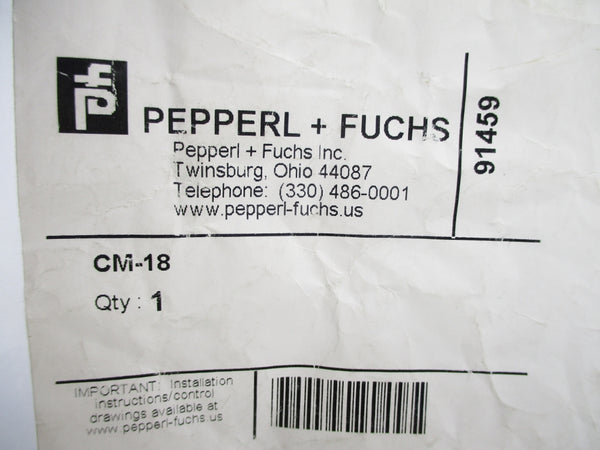 PEPPERL + FUCHS
Pepperl + Fuchs Inc.
Twinsburg, Ohio 44087
Telephone: (330) 486-0001
www.pepperl-fuchs.us
91459
CM-18
Qty : 1
IMPORTANT: Installation
instructions/control
drawings available at
www.pepperl-fuchs.us